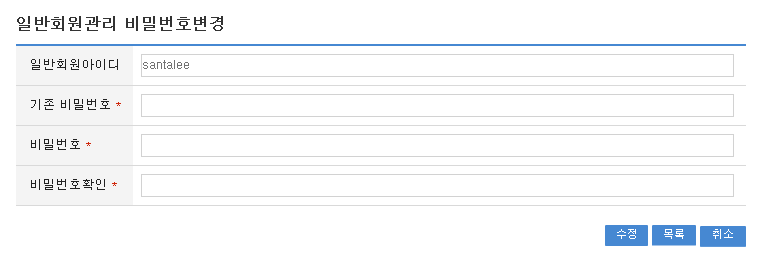 일반회원관리 비밀번호변경
일반회원아이디 santalee
기존 비밀번호 *
비밀번호 *
비밀번호확인 *
수정 목록 취소